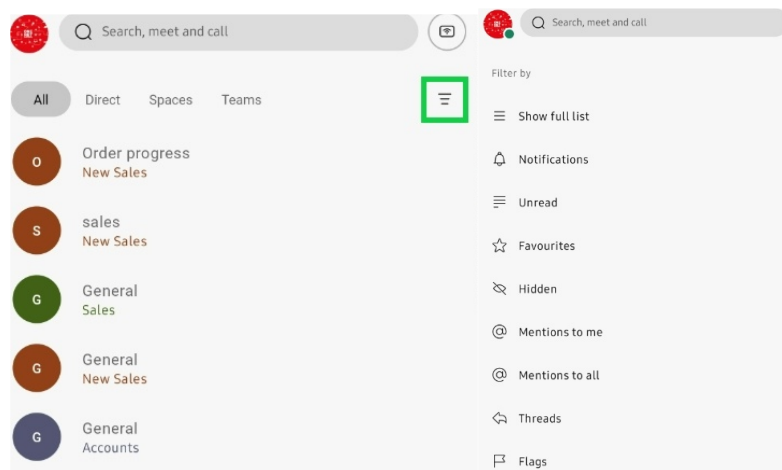 Search, meet and call
All Direct Spaces Teams
O
Order progress
New Sales
S
sales
New Sales
G
General
Sales
G
General
New Sales
G
General
Accounts
Search, meet and call
Filter by
Show full list
Notifications
Unread
Favourites
Hidden
@ Mentions to me
@ Mentions to all
Threads
Flags